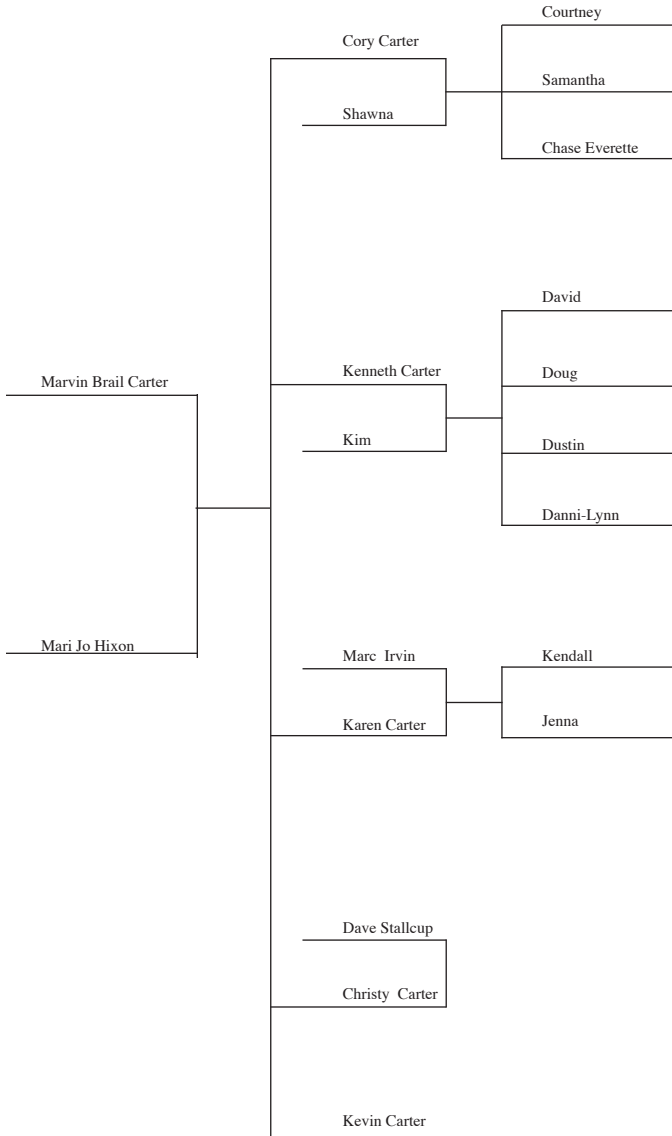 Courtney
Cory Carter
Samantha
Shawna
Chase Everette
David
Kenneth Carter
Marvin Brail Carter
Doug
Kim
Dustin
Danni-Lynn
Mari Jo Hixon
Marc Irvin
Kendall
Karen Carter
Jenna
Dave Stallcup
Christy Carter
Kevin Carter